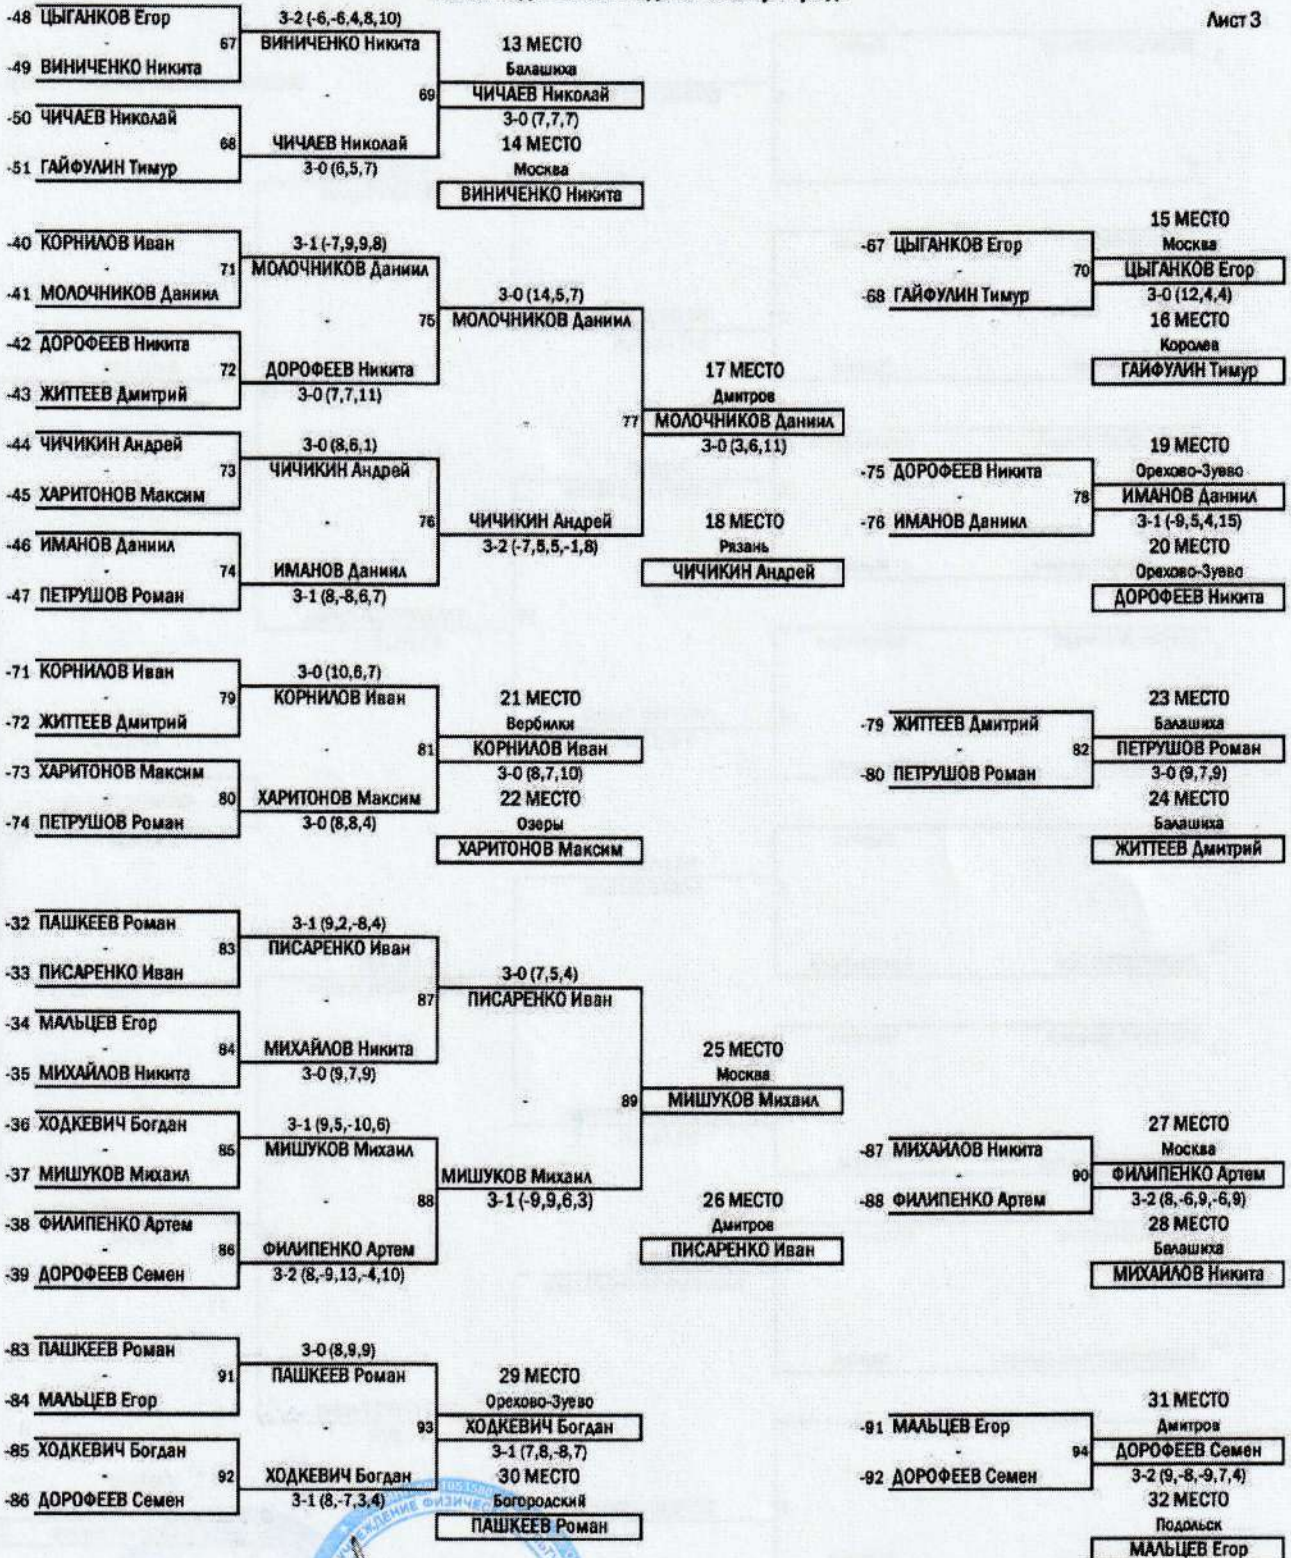 Лист 3
-48 ЦЫГАНКОВ Егор
3-2 (-6,-6,4,8,10)
67 ВИНИЧЕНКО Никита
-49 ВИНИЧЕНКО Никита
13 МЕСТО
Балашиха
69 ЧИЧАЕВ Николай
3-0 (7,7,7)
-50 ЧИЧАЕВ Николай
68 ЧИЧАЕВ Николай
-51 ГАЙФУЛИН Тимур
3-0 (6,5,7)
14 МЕСТО
Москва
ВИНИЧЕНКО Никита
-40 КОРНИЛОВ Иван
3-1 (-7,9,9,8)
71 МОЛОЧНИКОВ Даниил
-41 МОЛОЧНИКОВ Даниил
3-0 (14,5,7)
75 МОЛОЧНИКОВ Даниил
-42 ДОРОФЕЕВ Никита
72 ДОРОФЕЕВ Никита
-43 ЖИТТЕЕВ Дмитрий
3-0 (7,7,11)
17 МЕСТО
Дмитров
77 МОЛОЧНИКОВ Даниил
3-0 (3,6,11)
-44 ЧИЧИКИН Андрей
3-0 (8,6,1)
73 ЧИЧИКИН Андрей
-45 ХАРИТОНОВ Максим
76 ЧИЧИКИН Андрей
3-2 (-7,5,5,-1,8)
18 МЕСТО
Рязань
ЧИЧИКИН Андрей
-46 ИМАНОВ Даниил
74 ИМАНОВ Даниил
-47 ПЕТРУШОВ Роман
3-1 (8,-8,6,7)
-67 ЦЫГАНКОВ Егор
-68 ГАЙФУЛИН Тимур
15 МЕСТО
Москва
70 ЦЫГАНКОВ Егор
3-0 (12,4,4)
16 МЕСТО
Королев
ГАЙФУЛИН Тимур
-75 ДОРОФЕЕВ Никита
-76 ИМАНОВ Даниил
19 МЕСТО
Орехово-Зуево
78 ИМАНОВ Даниил
3-1 (-9,5,4,15)
20 МЕСТО
Орехово-Зуево
ДОРОФЕЕВ Никита
-71 КОРНИЛОВ Иван
3-0 (10,6,7)
79 КОРНИЛОВ Иван
-72 ЖИТТЕЕВ Дмитрий
21 МЕСТО
Вербилки
81 КОРНИЛОВ Иван
3-0 (8,7,10)
-73 ХАРИТОНОВ Максим
80 ХАРИТОНОВ Максим
-74 ПЕТРУШОВ Роман
3-0 (8,8,4)
22 МЕСТО
Озеры
ХАРИТОНОВ Максим
-79 ЖИТТЕЕВ Дмитрий
-80 ПЕТРУШОВ Роман
23 МЕСТО
Балашиха
82 ПЕТРУШОВ Роман
3-0 (9,7,9)
24 МЕСТО
Балашиха
ЖИТТЕЕВ Дмитрий
-32 ПАШКЕЕВ Роман
3-1 (9,2,-8,4)
83 ПИСАРЕНКО Иван
-33 ПИСАРЕНКО Иван
3-0 (7,5,4)
87 ПИСАРЕНКО Иван
-34 МАЛЬЦЕВ Егор
84 МИХАЙЛОВ Никита
-35 МИХАЙЛОВ Никита
3-0 (9,7,9)
25 МЕСТО
Москва
89 МИШУКОВ Михаил
-36 ХОДКЕВИЧ Богдан
3-1 (9,5,-10,6)
85 МИШУКОВ Михаил
-37 МИШУКОВ Михаил
88 МИШУКОВ Михаил
3-1 (-9,9,6,3)
26 МЕСТО
Дмитров
ПИСАРЕНКО Иван
-38 ФИЛИПЕНКО Артем
86 ФИЛИПЕНКО Артем
-39 ДОРОФЕЕВ Семен
3-2 (8,-9,13,-4,10)
-87 МИХАЙЛОВ Никита
-88 ФИЛИПЕНКО Артем
27 МЕСТО
Москва
90 ФИЛИПЕНКО Артем
3-2 (8,-6,9,-6,9)
28 МЕСТО
Балашиха
МИХАЙЛОВ Никита
-83 ПАШКЕЕВ Роман
3-0 (8,9,9)
91 ПАШКЕЕВ Роман
-84 МАЛЬЦЕВ Егор
29 МЕСТО
Орехово-Зуево
93 ХОДКЕВИЧ Богдан
3-1 (7,8,-8,7)
-85 ХОДКЕВИЧ Богдан
92 ХОДКЕВИЧ Богдан
-86 ДОРОФЕЕВ Семен
3-1 (8,-7,3,4)
30 МЕСТО
Богородский
ПАШКЕЕВ Роман
-91 МАЛЬЦЕВ Егор
-92 ДОРОФЕЕВ Семен
31 МЕСТО
Дмитров
94 ДОРОФЕЕВ Семен
3-2 (9,-8,-9,7,4)
32 МЕСТО
Подольск
МАЛЬЦЕВ Егор